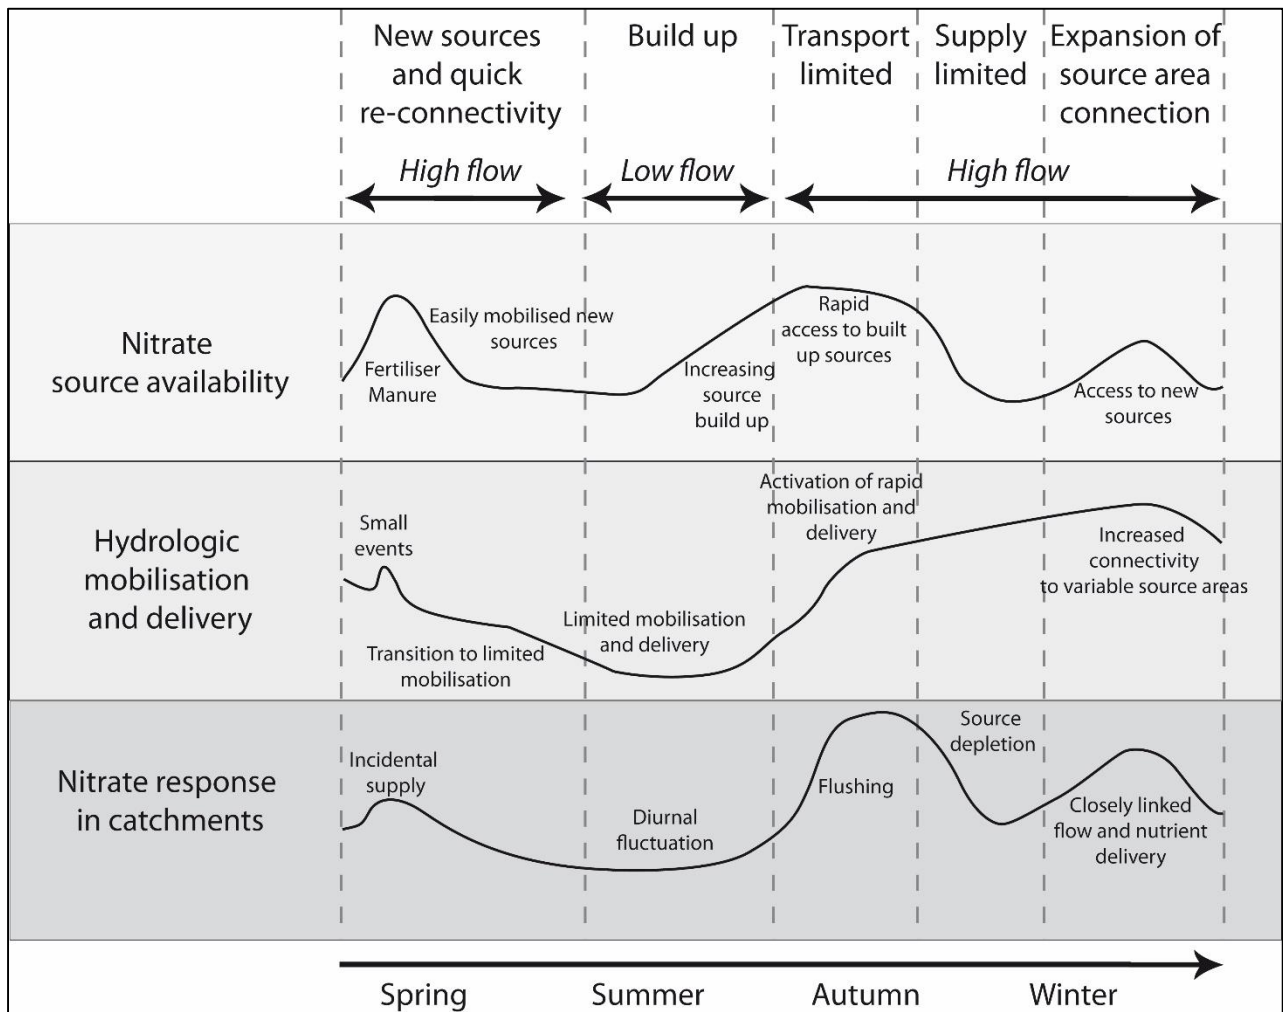 New sources
and quick
re-connectivity
Build up
Transport
limited
Supply
limited
Expansion of
source area
connection
High flow
Low flow
High flow
Nitrate
source availability
Fertiliser
Manure
Easily mobilised new
sources
Increasing
source
build up
Rapid
access to built
up sources
Access to new
sources
Hydrologic
mobilisation
and delivery
Small
events
Transition to limited
mobilisation
Limited mobilisation
and delivery
Activation of rapid
mobilisation and
delivery
Increased
connectivity
to variable source areas
Nitrate response
in catchments
Incidental
supply
Diurnal
fluctuation
Flushing
Source
depletion
Closely linked
flow and nutrient
delivery
Spring
Summer
Autumn
Winter